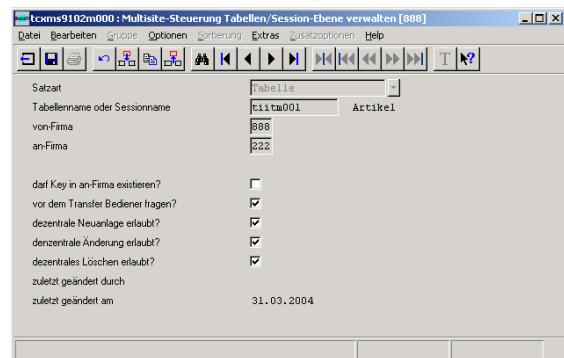 tcxms9102m000 : Multisite-Steuerung Tabellen/Session-Ebene verwalten [888]
Datei Bearbeiten Gruppe Optionen Sortierung Extras Zusatzoptionen Help
Satzart Tabelle
Tabellenname oder Sessionname tiitm001 Artikel
von-Firma 888
an-Firma 222
darf Key in an-Firma existieren?
vor dem Transfer Bediener fragen?
dezentrale Neuanlage erlaubt?
denzentrale Änderung erlaubt?
dezentrales Löschen erlaubt?
zuletzt geändert durch
zuletzt geändert am 31.03.2004